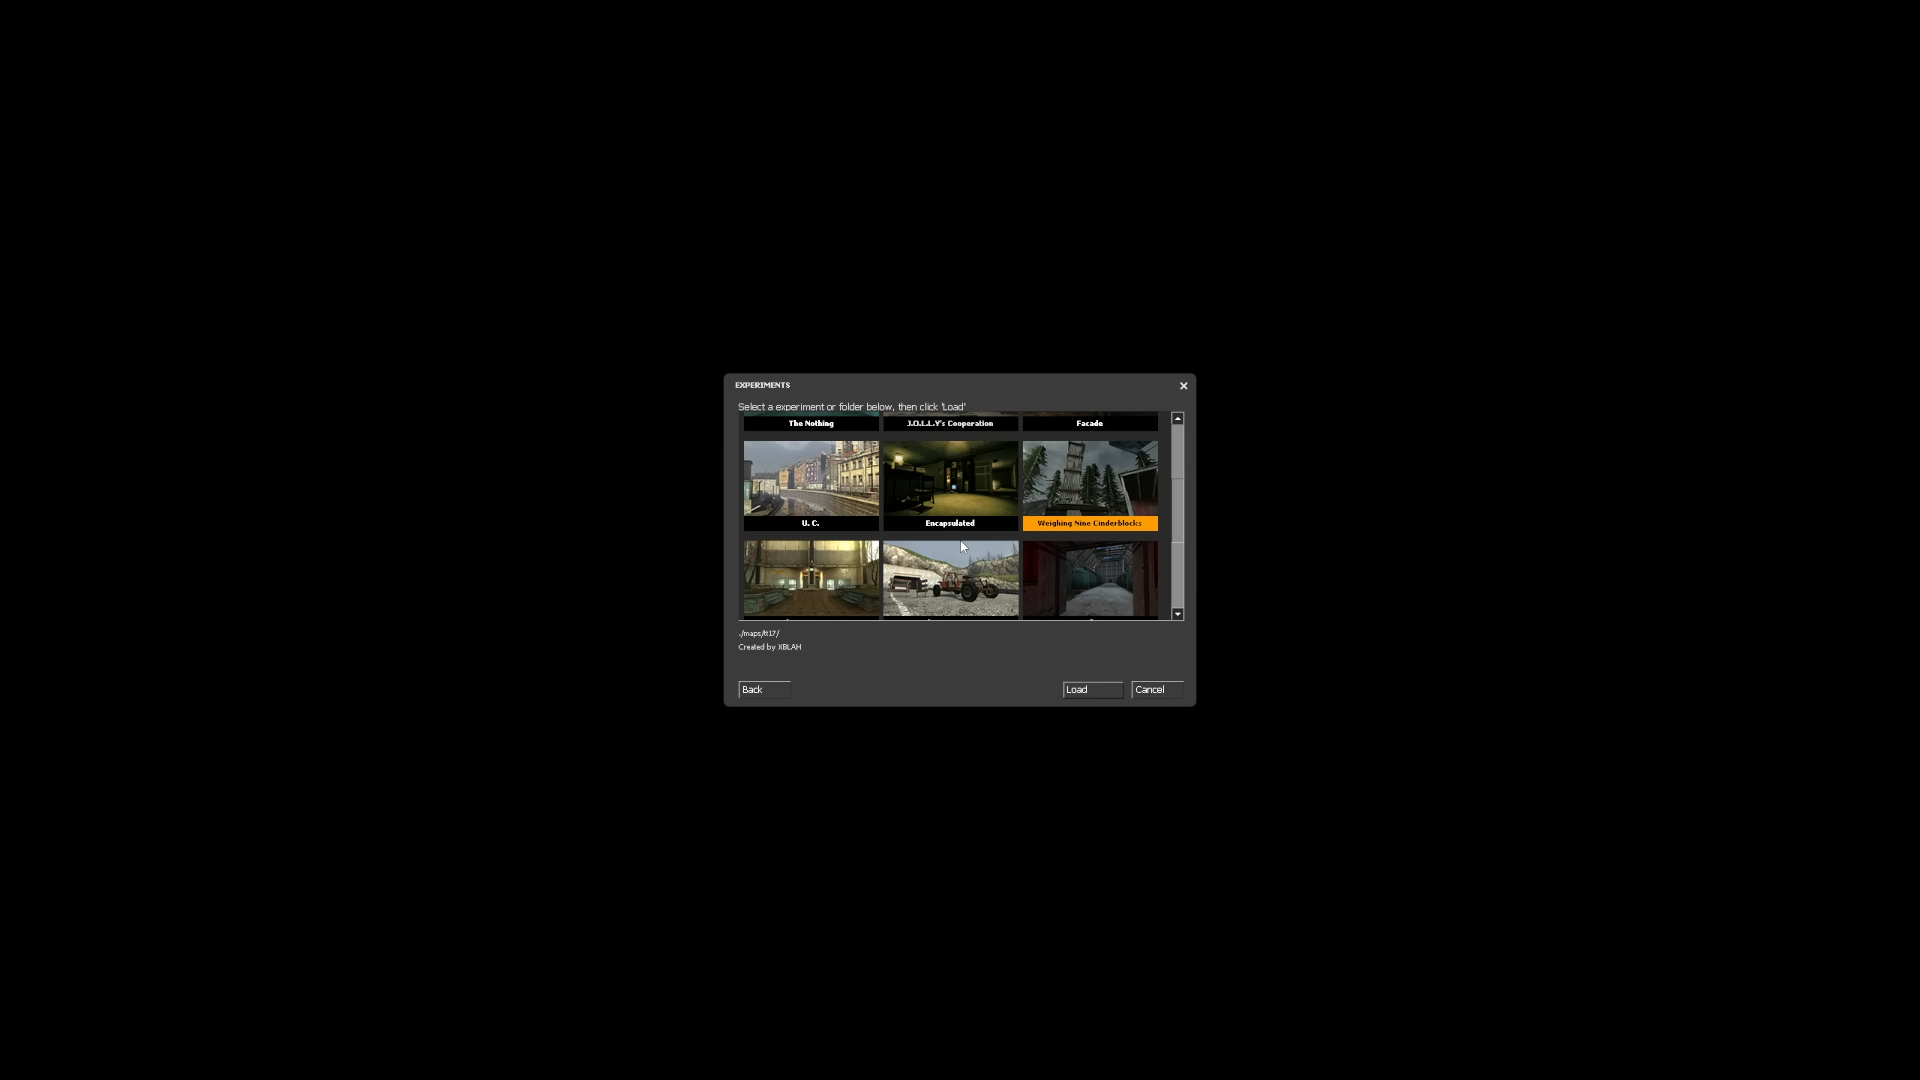 EXPERIMENTS
Select a experiment or folder below, then click 'Load'
The Nothing
J.O.L.L.Y's Cooperation
Facade
U. C.
Encapsulated
Weighing Nine Cinderblocks
./maps/tt17/
Created by XBLAH
Back
Load
Cancel